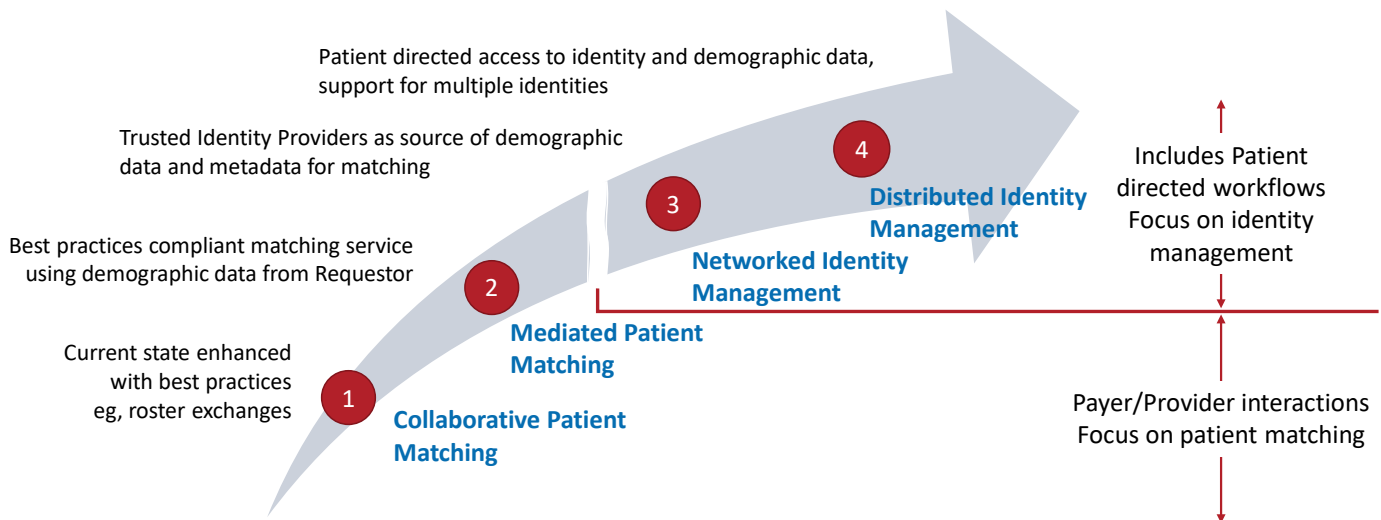 Patient directed access to identity and demographic data,
support for multiple identities
Trusted Identity Providers as source of demographic
data and metadata for matching
Best practices compliant matching service
using demographic data from Requestor
Current state enhanced
with best practices
eg, roster exchanges
1
Collaborative Patient
Matching
2
Mediated Patient
Matching
3
Networked Identity
Management
4
Distributed Identity
Management
Includes Patient
directed workflows
Focus on identity
management
Payer/Provider interactions
Focus on patient matching